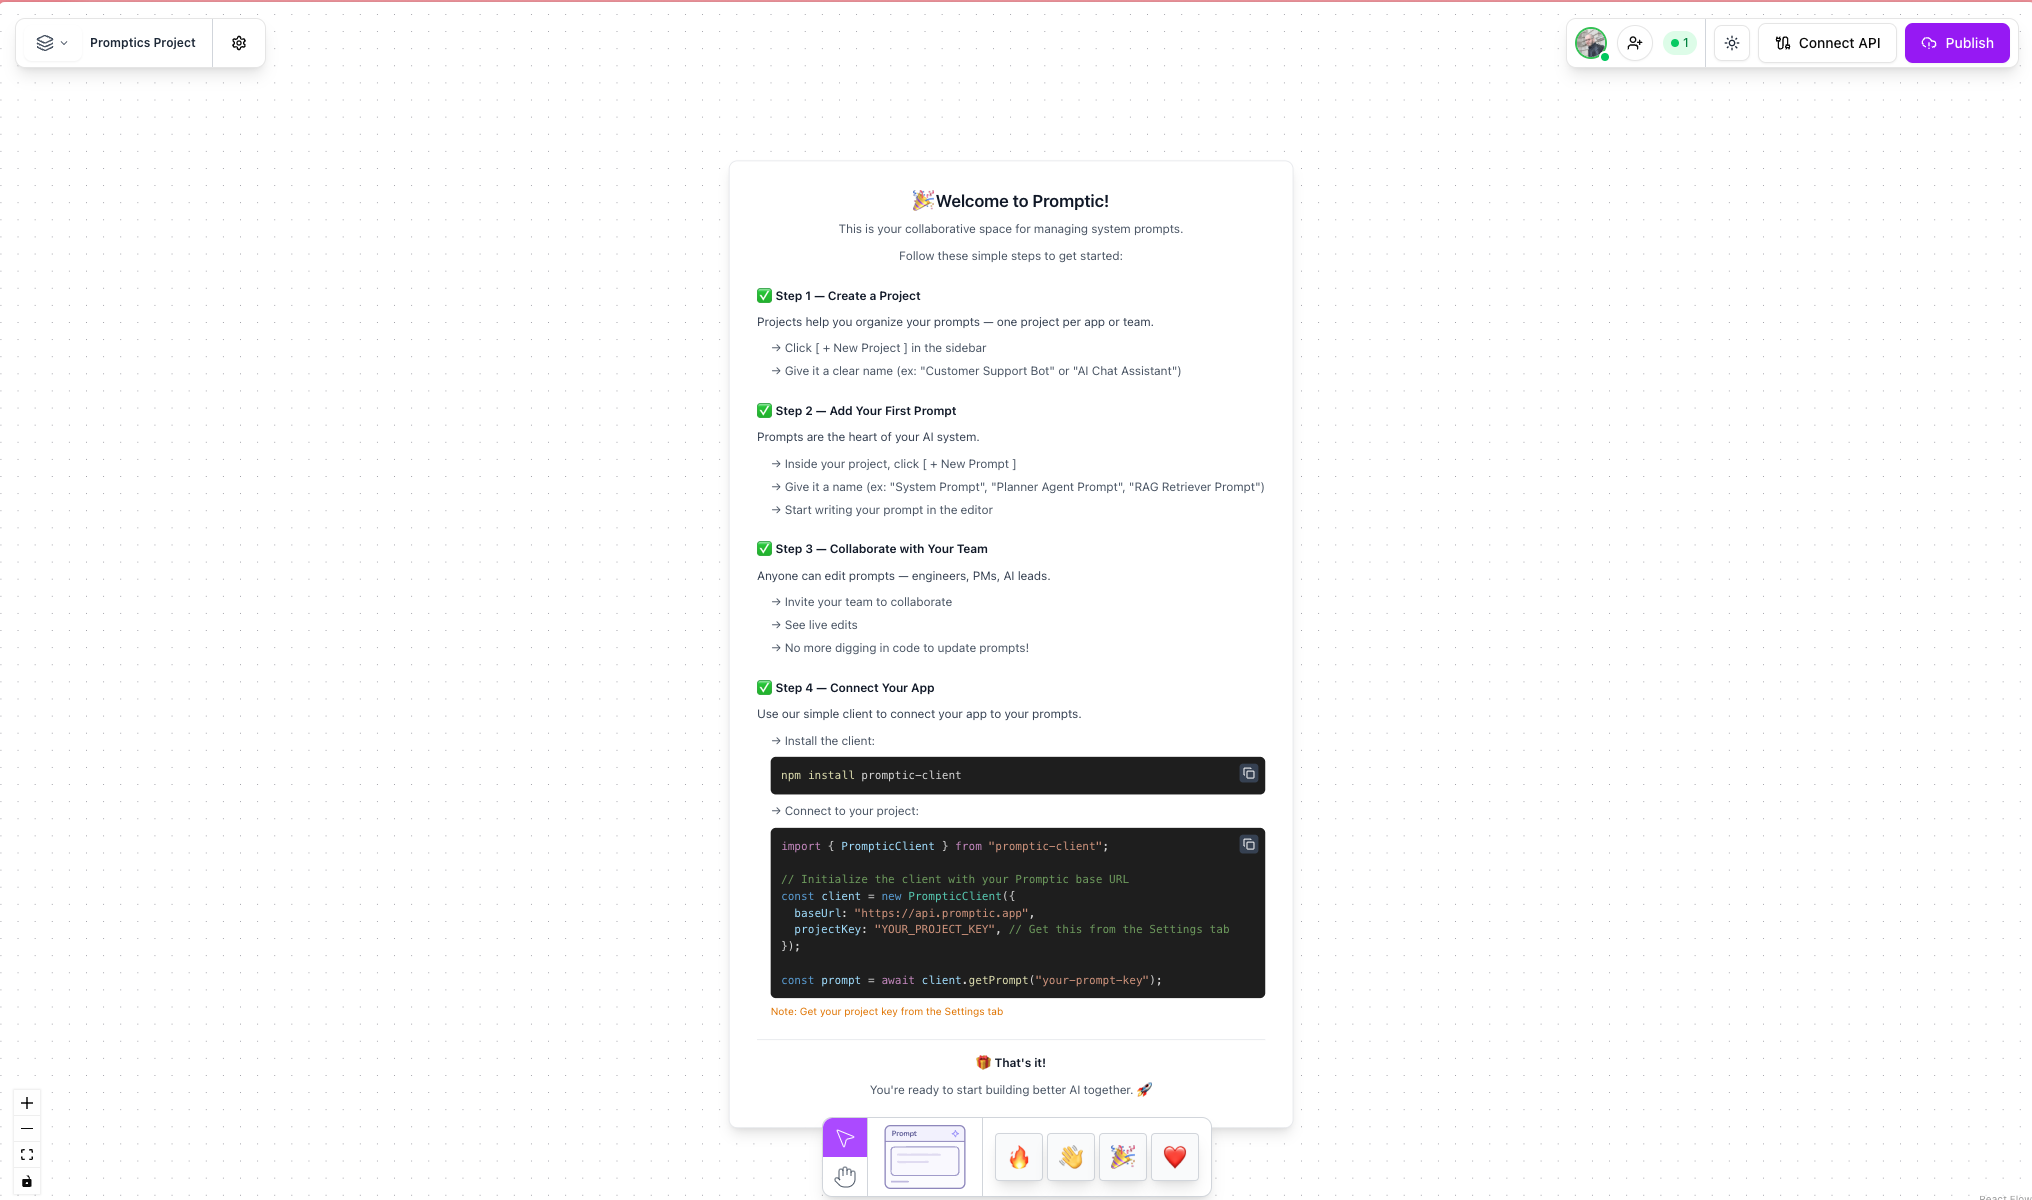 Promptics Project
1
Connect API
Publish
🎉Welcome to Promptic!
This is your collaborative space for managing system prompts.
Follow these simple steps to get started:
✅ Step 1 — Create a Project
Projects help you organize your prompts — one project per app or team.
→ Click [ + New Project ] in the sidebar
→ Give it a clear name (ex: "Customer Support Bot" or "AI Chat Assistant")
✅ Step 2 — Add Your First Prompt
Prompts are the heart of your AI system.
→ Inside your project, click [ + New Prompt ]
→ Give it a name (ex: "System Prompt", "Planner Agent Prompt", "RAG Retriever Prompt")
→ Start writing your prompt in the editor
✅ Step 3 — Collaborate with Your Team
Anyone can edit prompts — engineers, PMs, AI leads.
→ Invite your team to collaborate
→ See live edits
→ No more digging in code to update prompts!
✅ Step 4 — Connect Your App
Use our simple client to connect your app to your prompts.
→ Install the client:
npm install promptic-client
→ Connect to your project:
import { PrompticClient } from "promptic-client";
// Initialize the client with your Promptic base URL
const client = new PrompticClient({
  baseUrl: "https://api.promptic.app",
  projectKey: "YOUR_PROJECT_KEY", // Get this from the Settings tab
});
const prompt = await client.getPrompt("your-prompt-key");
Note: Get your project key from the Settings tab
🎁 That's it!
You're ready to start building better AI together. 🚀
Prompt
React Flow